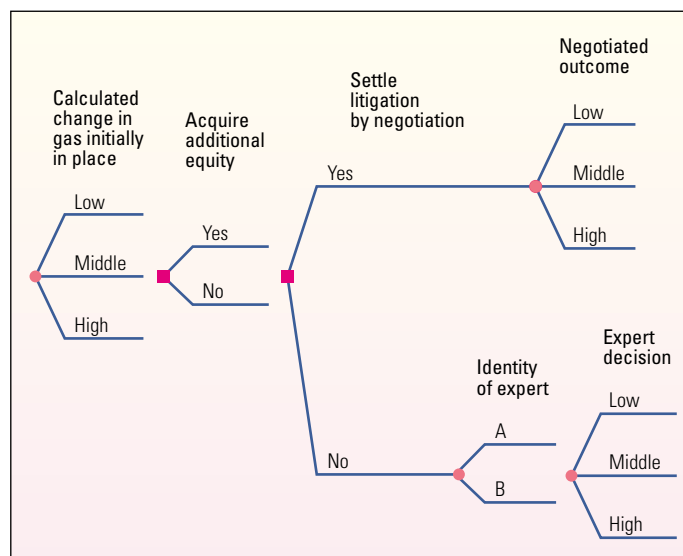 Calculated
change in
gas initially
in place
Low
Middle
High
Acquire
additional
equity
Yes
No
Settle
litigation
by negotiation
Yes
No
Negotiated
outcome
Low
Middle
High
Identity
of expert
A
B
Expert
decision
Low
Middle
High